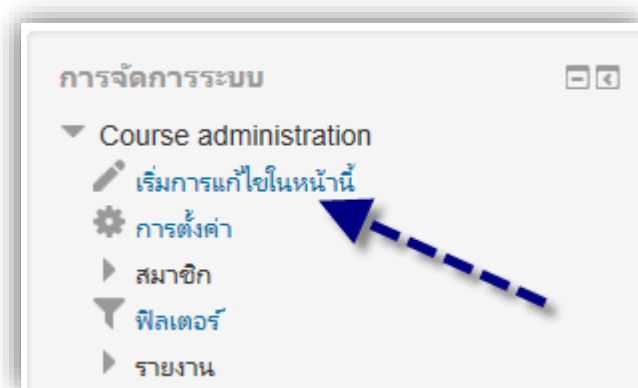 การจัดการระบบ
Course administration
เริ่มการแก้ไขในหน้านี้
การตั้งค่า
สมาชิก
ฟิลเตอร์
รายงาน